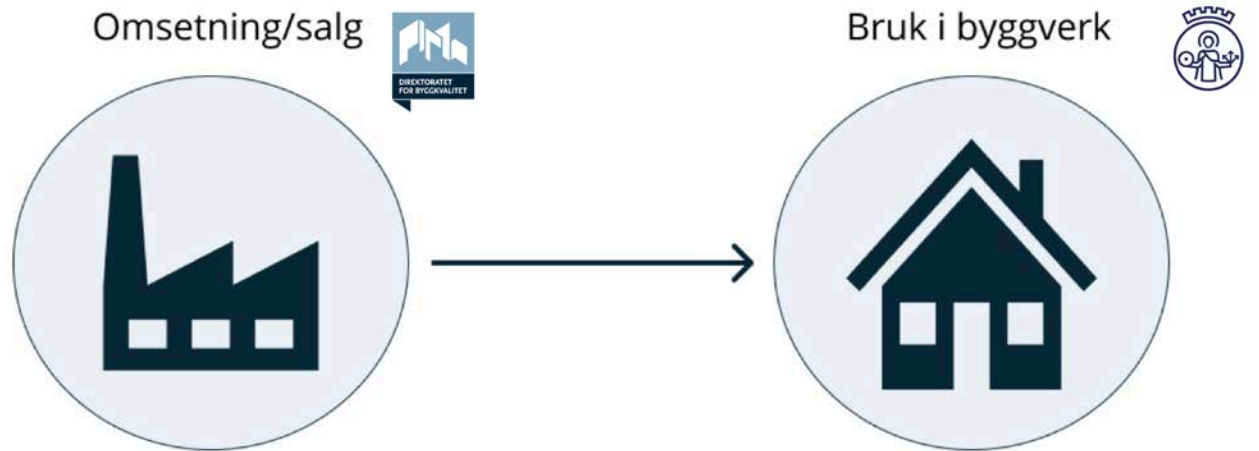 Omsetning/salg
DIREKTORATET
FOR BYGGKVALITET
Bruk i byggverk